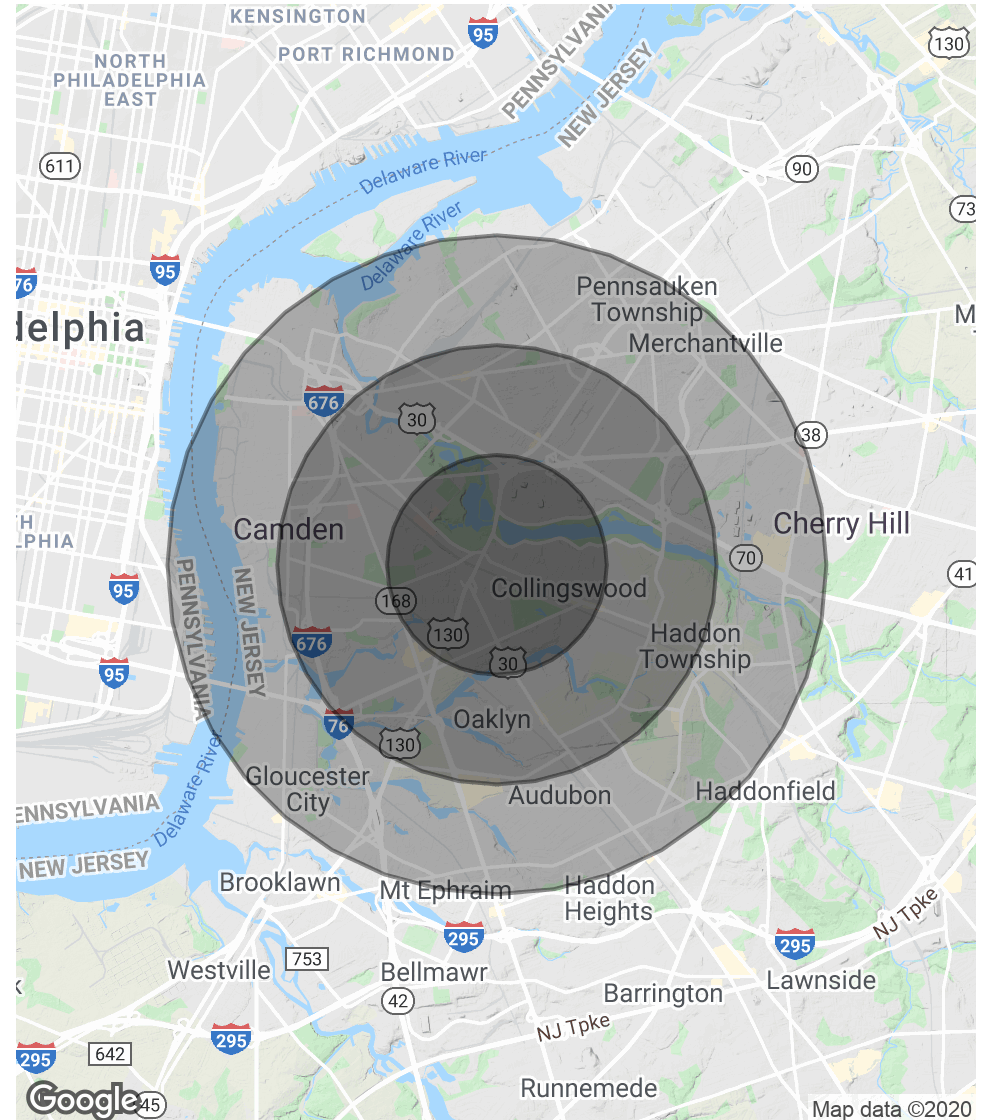 KENSINGTON
95
130
PORT RICHMOND
NORTH
PHILADELPHIA
EAST
PENNSYLVANIA
NEW JERSEY
611
Delaware River
90
73
Delaware River
95
76
Pennsauken
Township
delphia
M
Merchantville
676
30
38
TH
LPHIA
Camden
Cherry Hill
70
95
41
PENNSYLVANIA
NEW JERSEY
Collingswood
168
130
676
Haddon
Township
30
95
76
Oaklyn
130
Delaware River
Gloucester
City
Audubon
Haddonfield
ENNSYLVANIA
NEW JERSEY
Brooklawn
Mt Ephraim
Haddon
Heights
NJ Tpke
295
295
753
Westville
Bellmawr
Lawnside
k
Barrington
42
NJ Tpke
295
295
642
Runnemede
Google
45
Map data ©2020